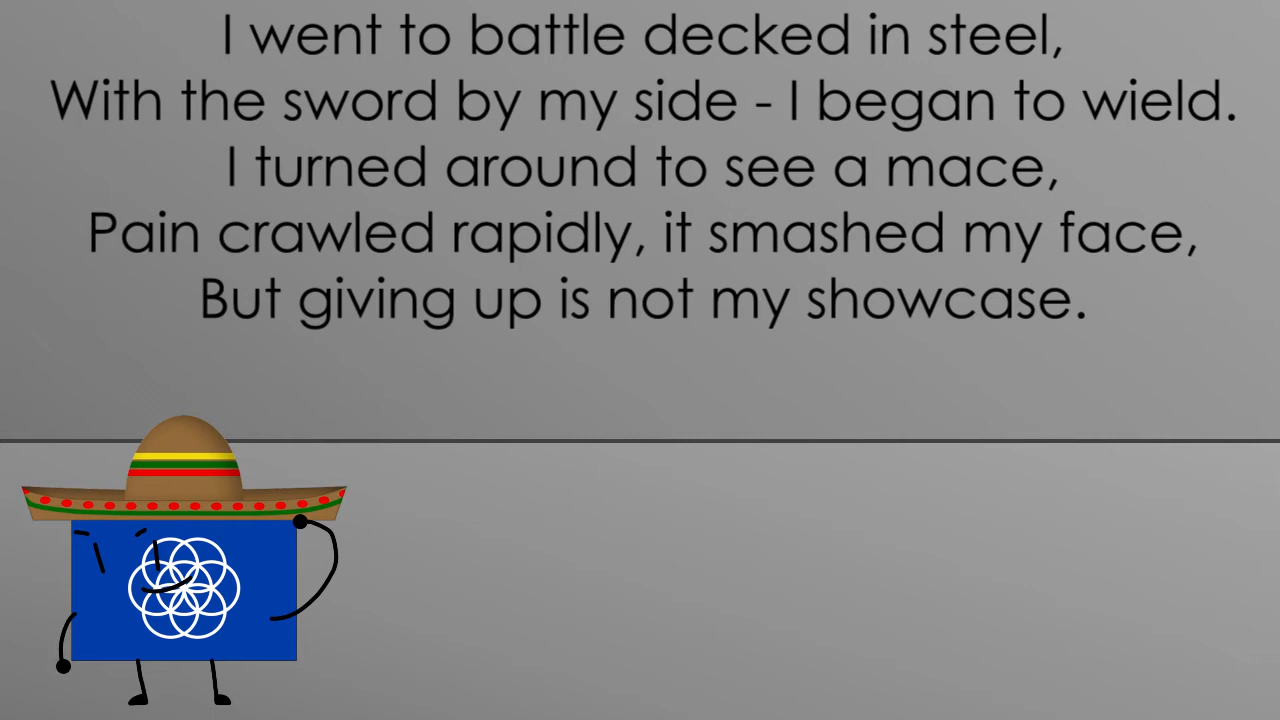 I went to battle decked in steel,
With the sword by my side - I began to wield.
I turned around to see a mace,
Pain crawled rapidly, it smashed my face,
But giving up is not my showcase.